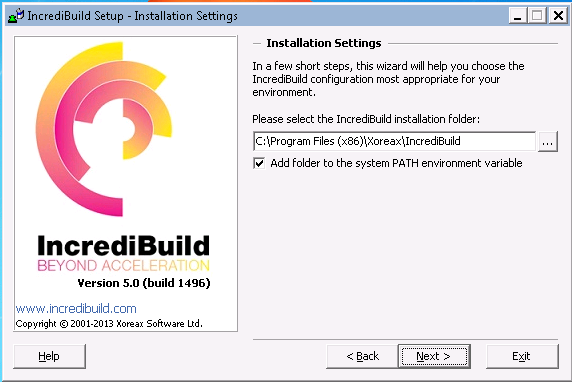 IncrediBuild Setup - Installation Settings
Installation Settings
In a few short steps, this wizard will help you choose the
IncrediBuild configuration most appropriate for your
environment.
Please select the IncrediBuild installation folder:
C:\Program Files (x86)\Xoreax\IncrediBuild
...
Add folder to the system PATH environment variable
IncrediBuild
BEYOND ACCELERATION
Version 5.0 (build 1496)
www.incredibuild.com
Copyright © 2001-2013 Xoreax Software Ltd.
Help
< Back
Next >
Exit